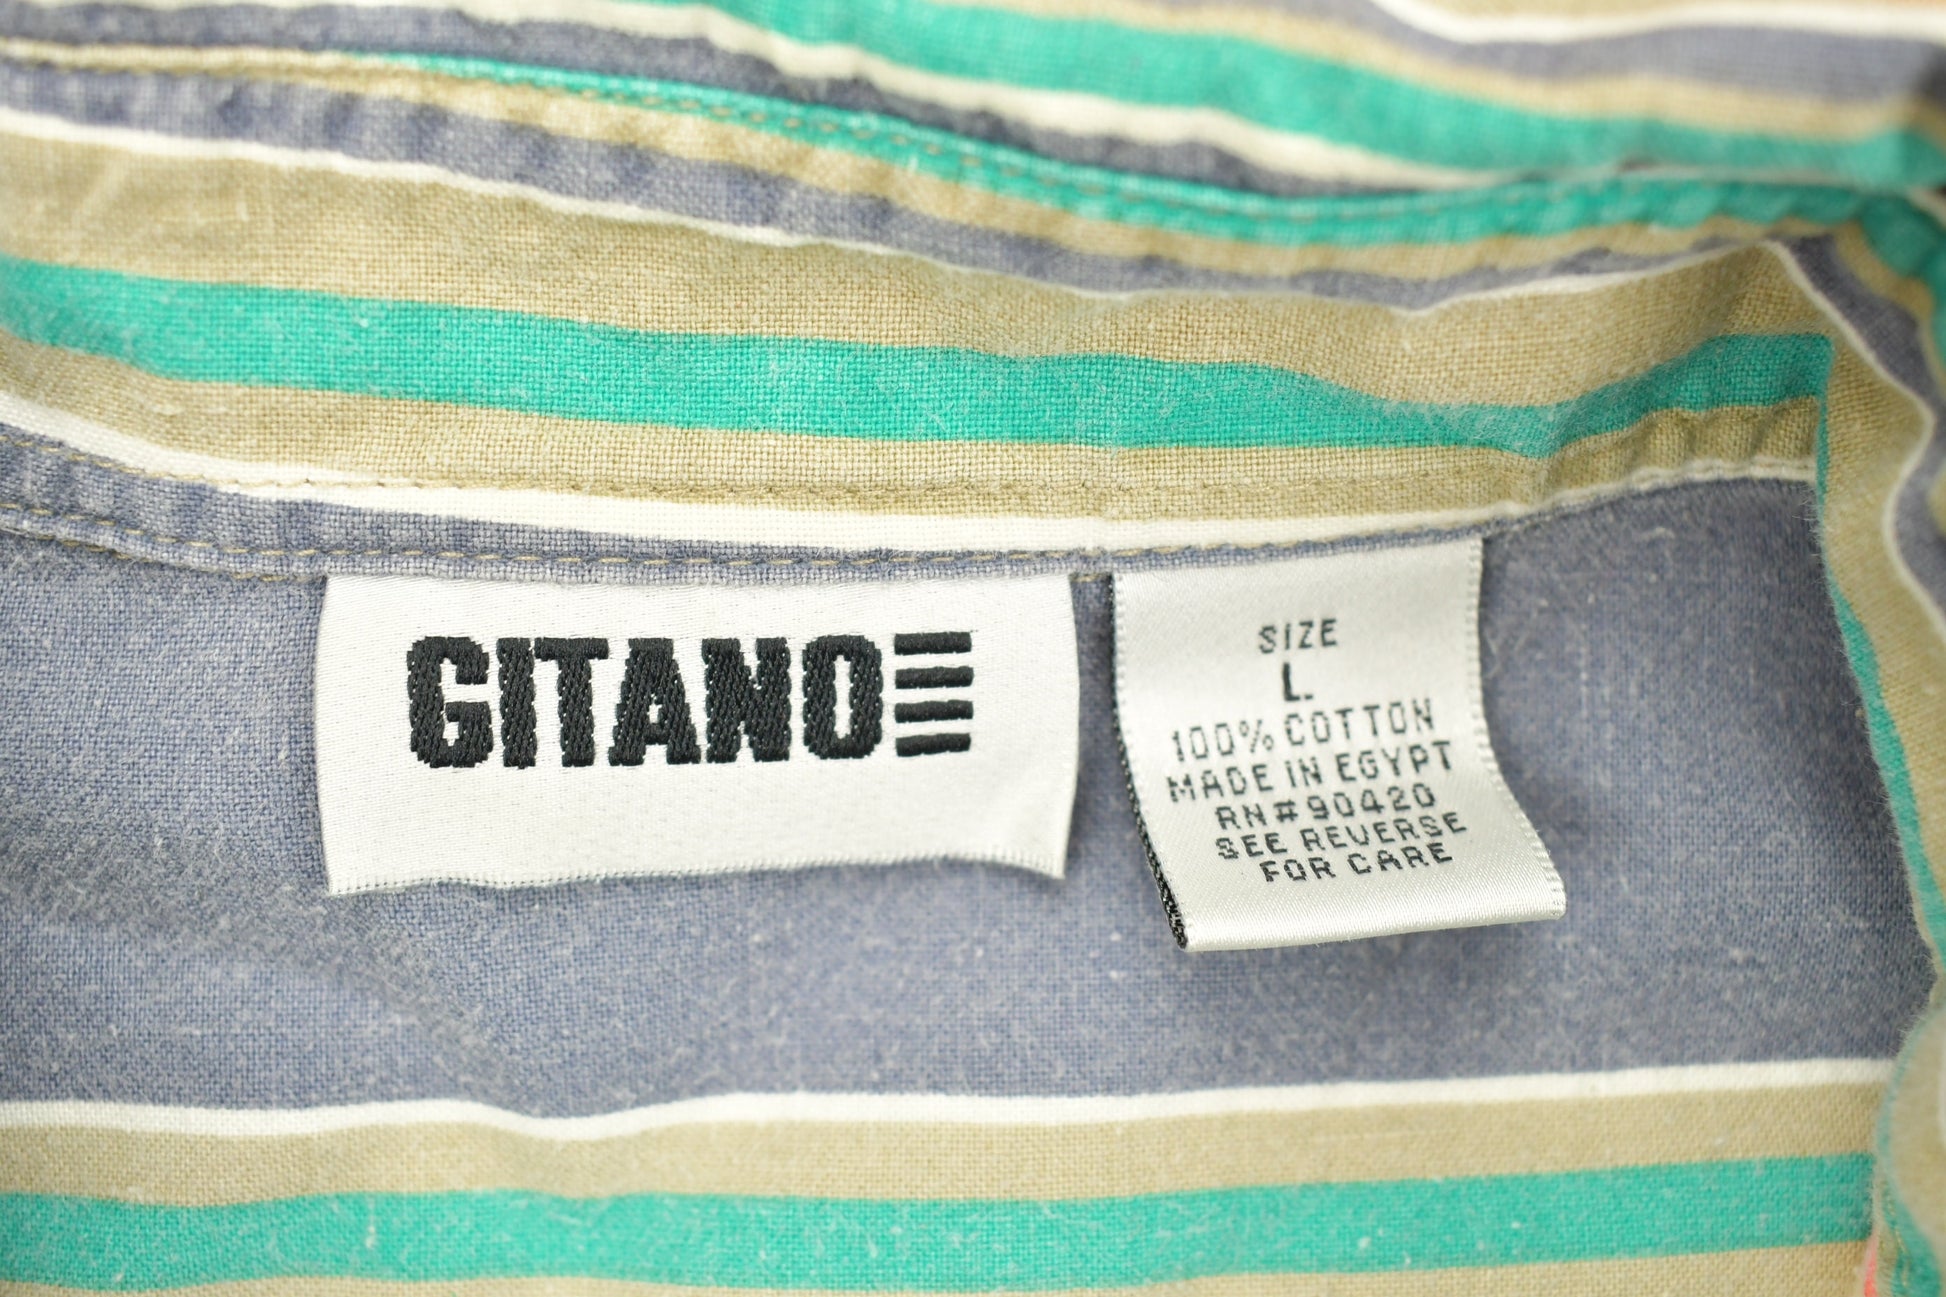 GITANO
SIZE
L.
100% COTTON
MADE IN EGYPT
RN#90420
SEE REVERSE
FOR CARE